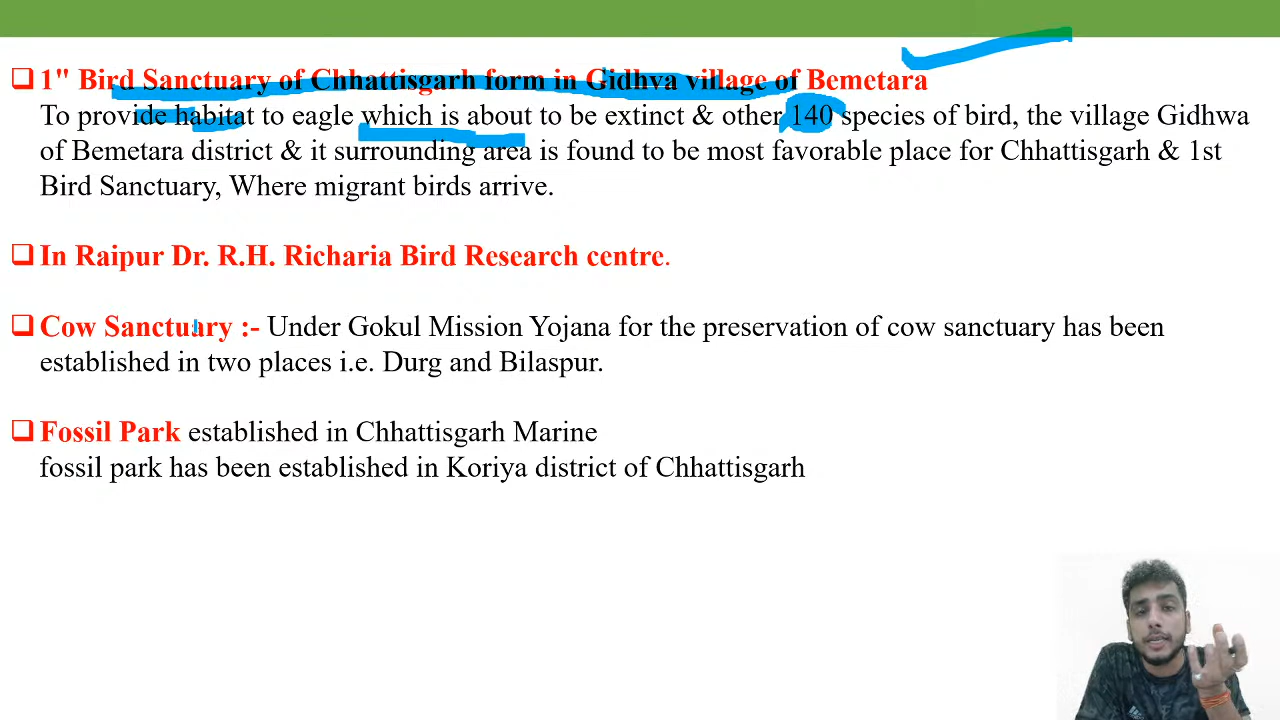 1" Bird Sanctuary of Chhattisgarh form in Gidhva village of Bemetara
To provide habitat to eagle which is about to be extinct & other 140 species of bird, the village Gidhwa
of Bemetara district & it surrounding area is found to be most favorable place for Chhattisgarh & 1st
Bird Sanctuary, Where migrant birds arrive.
In Raipur Dr. R.H. Richaria Bird Research centre.
Cow Sanctuary :- Under Gokul Mission Yojana for the preservation of cow sanctuary has been
established in two places i.e. Durg and Bilaspur.
Fossil Park established in Chhattisgarh Marine
fossil park has been established in Koriya district of Chhattisgarh